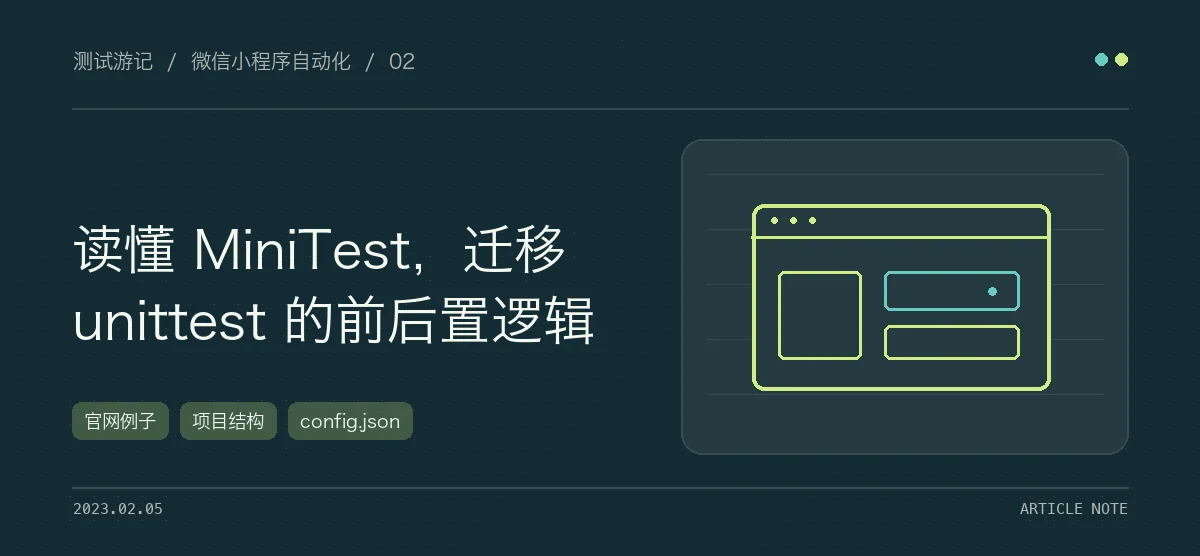 测试游记 / 微信小程序自动化 / 02
读懂 MiniTest，迁移
unittest 的前后置逻辑
官网例子 项目结构 config.json
2023.02.05 ARTICLE NOTE